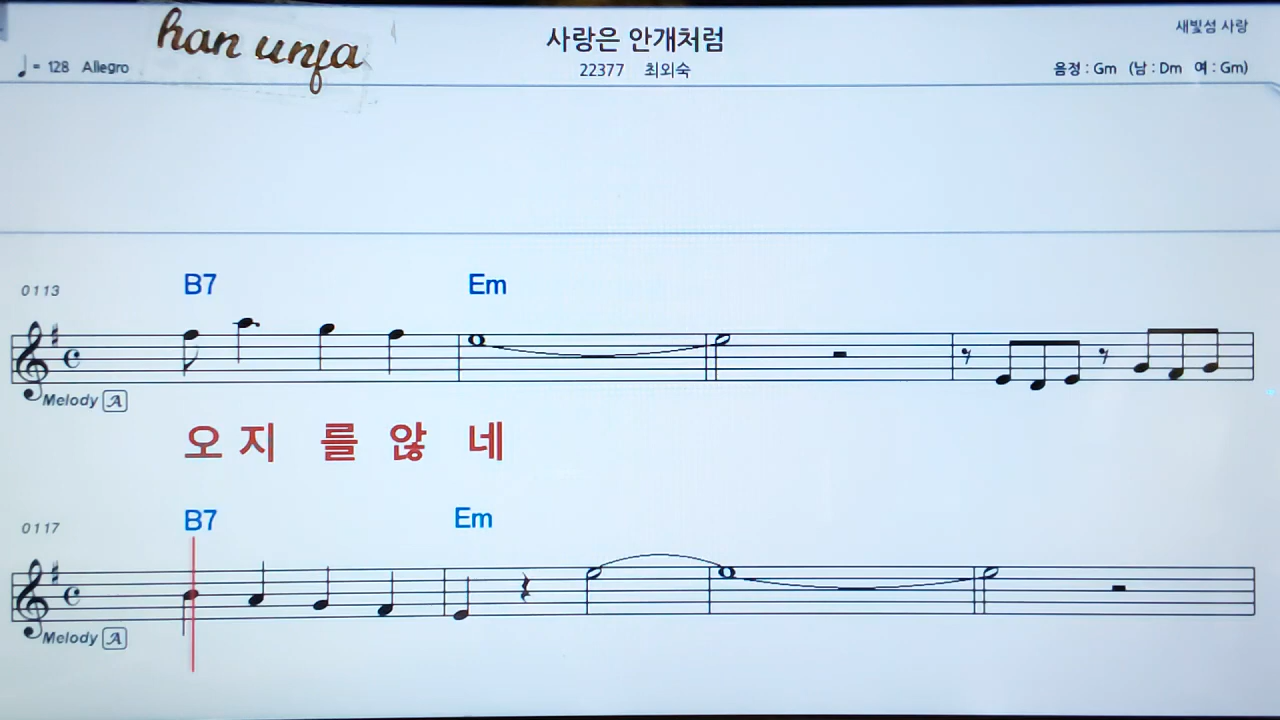 han unfa
사랑은 안개처럼
새빛섬 사랑
♩= 128 Allegro
22377 최외숙
음정 : Gm (남 : Dm 여 : Gm)
0113 B7 Em
Melody A
오 지 를 않 네
0117 B7 Em
Melody A